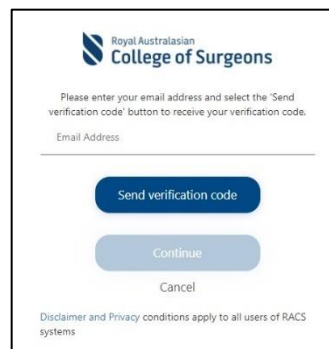 Royal Australasian
College of Surgeons
Please enter your email address and select the 'Send
verification code' button to receive your verification code.
Email Address
Send verification code
Continue
Cancel
Disclaimer and Privacy conditions apply to all users of RACS
systems